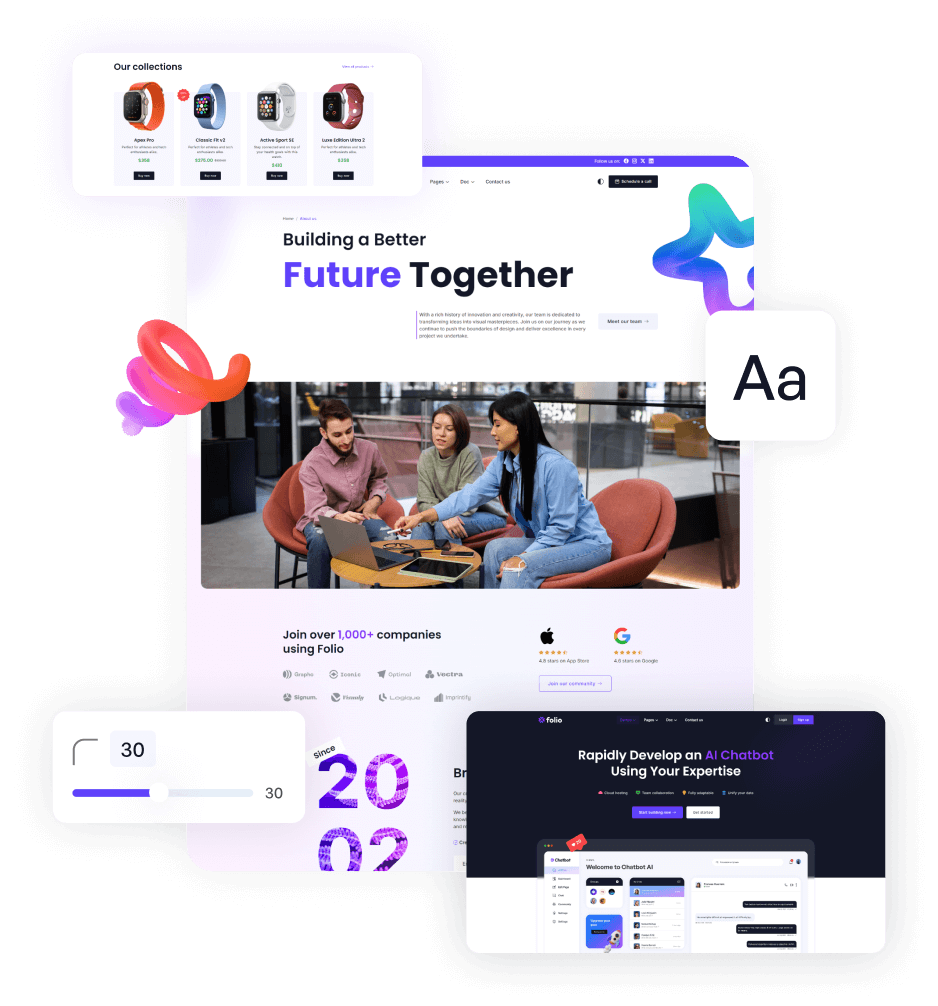 Our collections
View all products →
Apex Pro
Classic Fit v2
Active Sport SE
Luxe Edition Ultra 2
Perfect for athletes and tech
enthusiasts alike.
Perfect for athletes and tech
enthusiasts alike.
Stay connected and on top of
your health goals with this
Perfect for athletes and tech
enthusiasts alike.
Buy now
Buy now
Buy now
Buy now
Follow us on:
Pages
Doc
Contact us
Schedule a call
Home / About us
Building a Better
Future Together
With a rich history of innovation and creativity, our team is dedicated to
transforming ideas into visual masterpieces. Join us on our journey as we
continue to push the boundaries of design and deliver excellence in every
project we undertake.
Meet our team →
Aa
Join over 1,000+ companies
using Folio
4.8 stars on App Store
4.8 stars on Google
Join our community →
Grapho
Iconic
Optimal
Vectra
Signum.
Logique
Imprintify
30
30
Since
20
02
Br
folio
Pages
Doc
Contact us
Login
Sign up
Rapidly Develop an AI Chatbot
Using Your Expertise
Cloud hosting
Team collaboration
Fully adaptable
Unify your data
Start building now →
Get started
Chatbot
Welcome to Chatbot AI